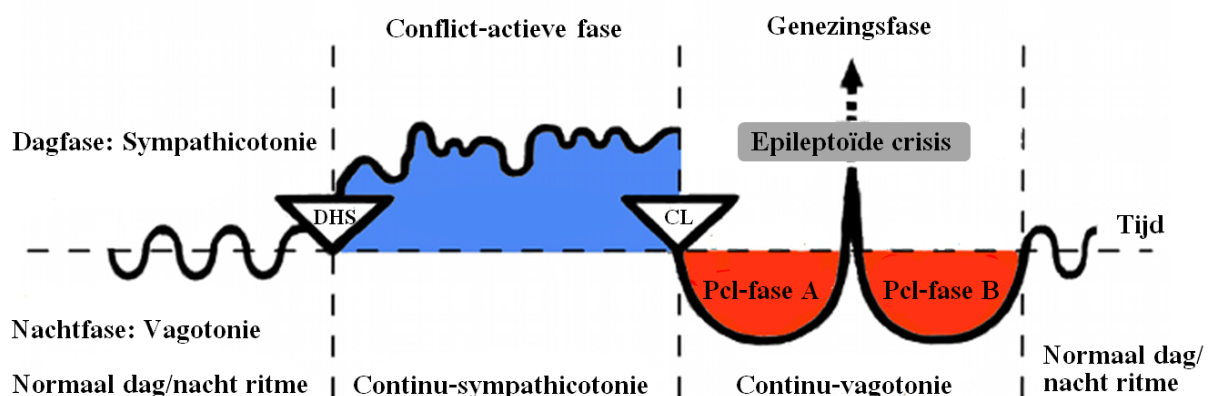 Conflict-actieve fase
Genezingsfase
Dagfase: Sympathicotonie
Epileptoïde crisis
DHS
CL
Tijd
Pcl-fase A
Pcl-fase B
Nachtfase: Vagotonie
Normaal dag/nacht ritme
Continu-sympathicotonie
Continu-vagotonie
Normaal dag/
nacht ritme